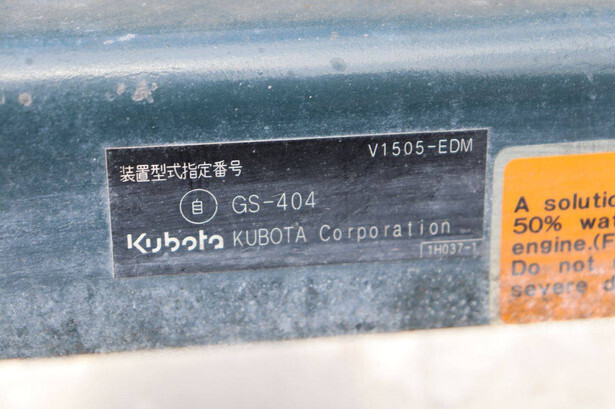 V1505-EDM
装置型式指定番号
自 GS-404
Kubota KUBOTA Corporation
1H037-1
A solutio
50% wat
engine.(F
Do not
severe d